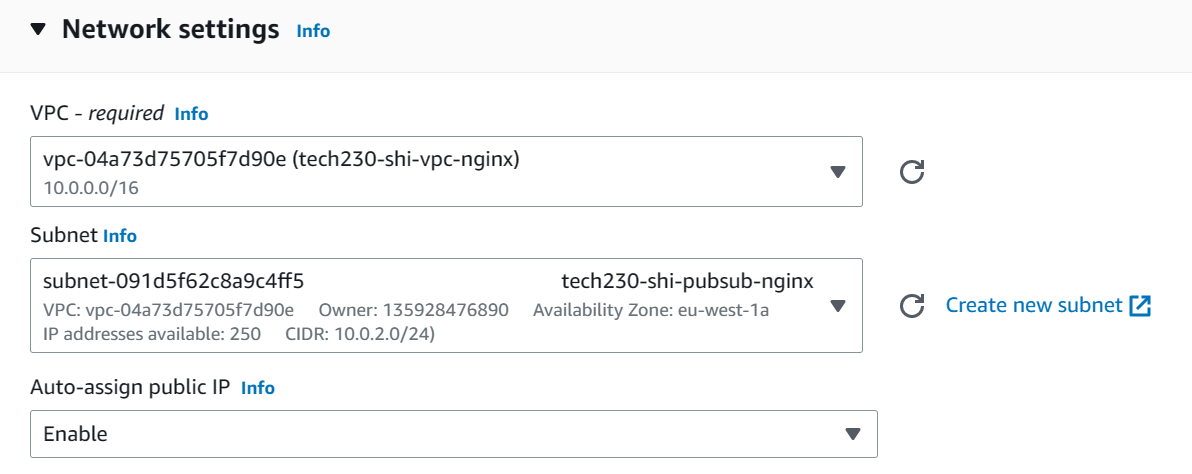 Network settings Info
VPC - required Info
vpc-04a73d75705f7d90e (tech230-shi-vpc-nginx)
10.0.0.0/16
Subnet Info
subnet-091d5f62c8a9c4ff5 tech230-shi-pubsub-nginx
VPC: vpc-04a73d75705f7d90e Owner: 135928476890 Availability Zone: eu-west-1a
IP addresses available: 250 CIDR: 10.0.2.0/24)
Create new subnet
Auto-assign public IP Info
Enable